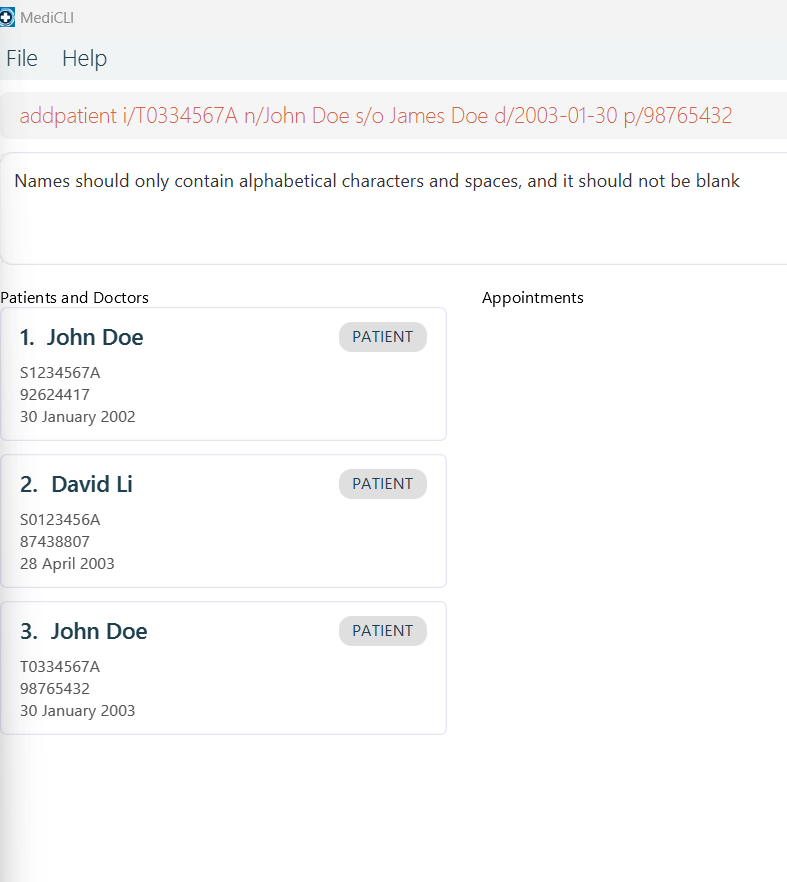 MediCLI
File Help
addpatient i/T0334567A n/John Doe s/o James Doe d/2003-01-30 p/98765432
Names should only contain alphabetical characters and spaces, and it should not be blank
Patients and Doctors
1. John Doe PATIENT
S1234567A
92624417
30 January 2002
2. David Li PATIENT
S0123456A
87438807
28 April 2003
3. John Doe PATIENT
T0334567A
98765432
30 January 2003
Appointments